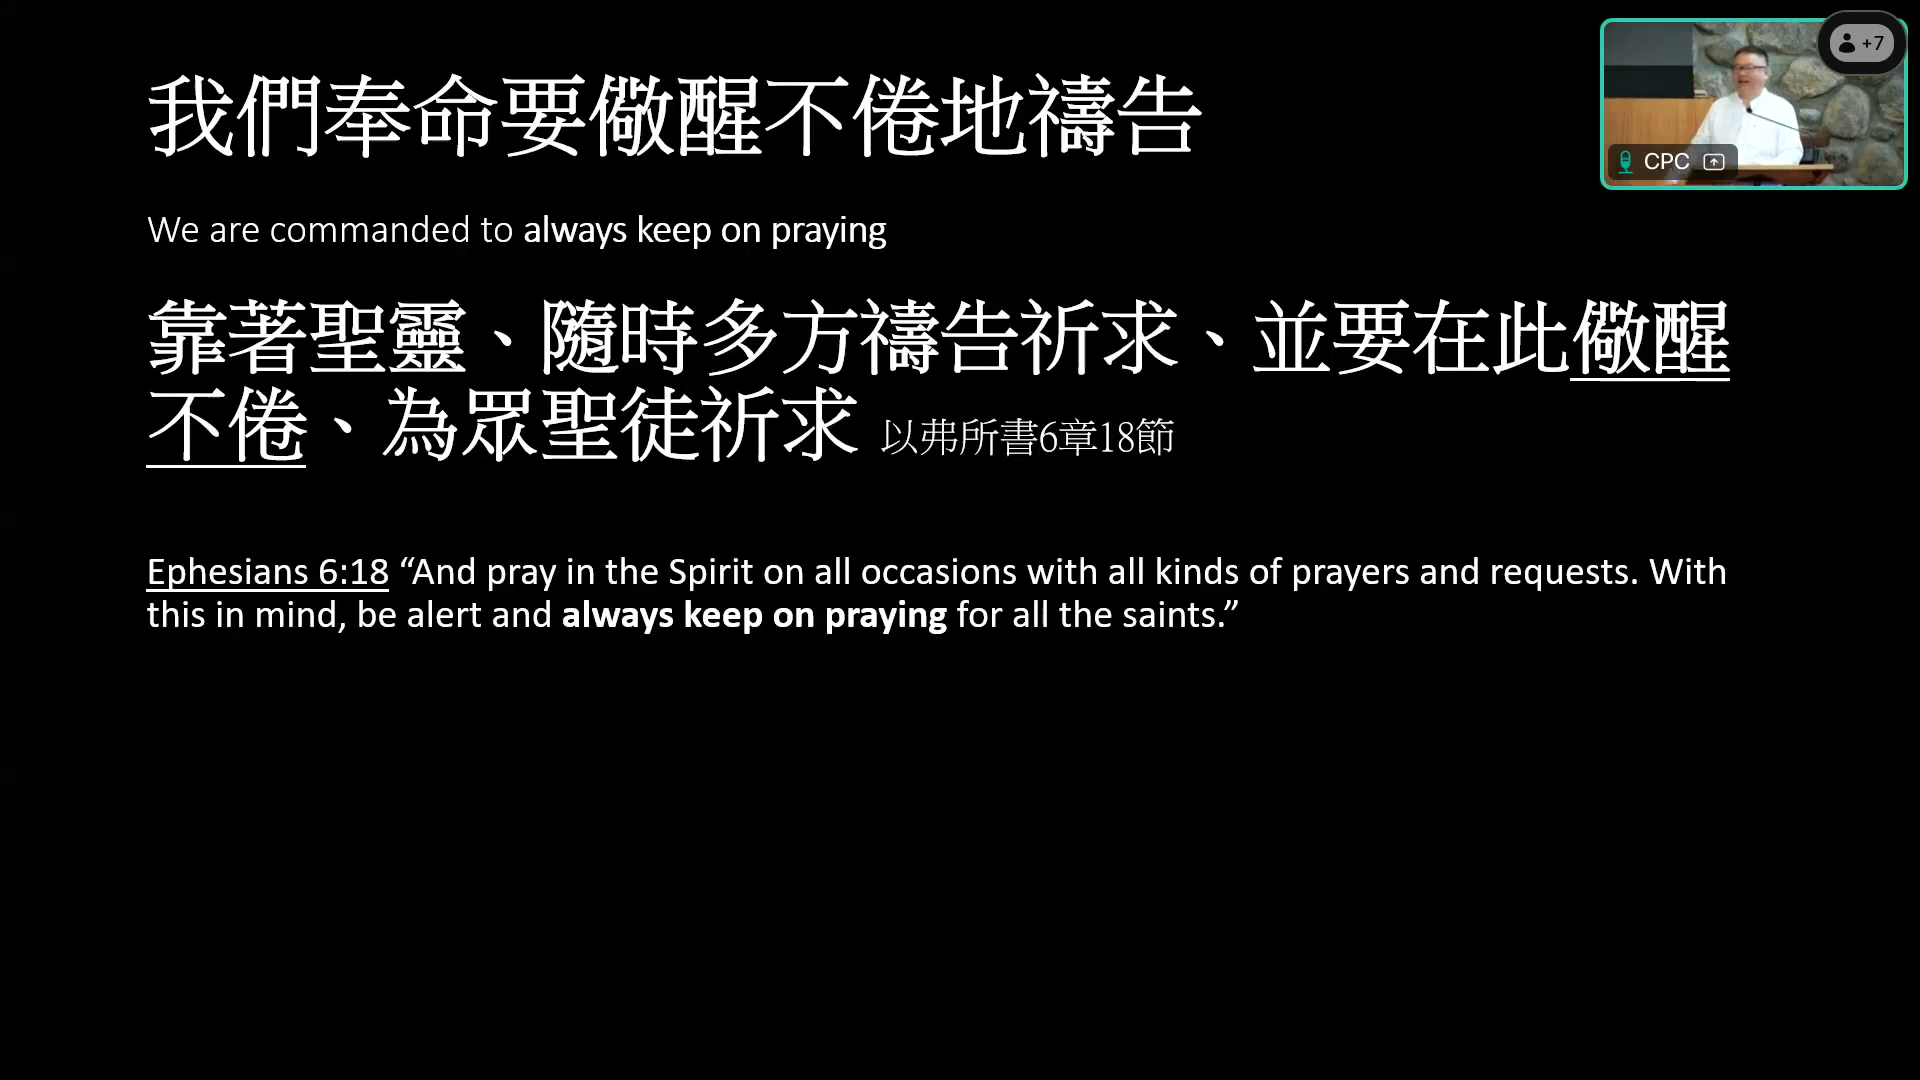 我們奉命要儆醒不倦地禱告
We are commanded to always keep on praying
靠著聖靈、隨時多方禱告祈求、並要在此儆醒
不倦、為眾聖徒祈求 以弗所書6章18節
Ephesians 6:18 “And pray in the Spirit on all occasions with all kinds of prayers and requests. With
this in mind, be alert and always keep on praying for all the saints.”
+7
CPC